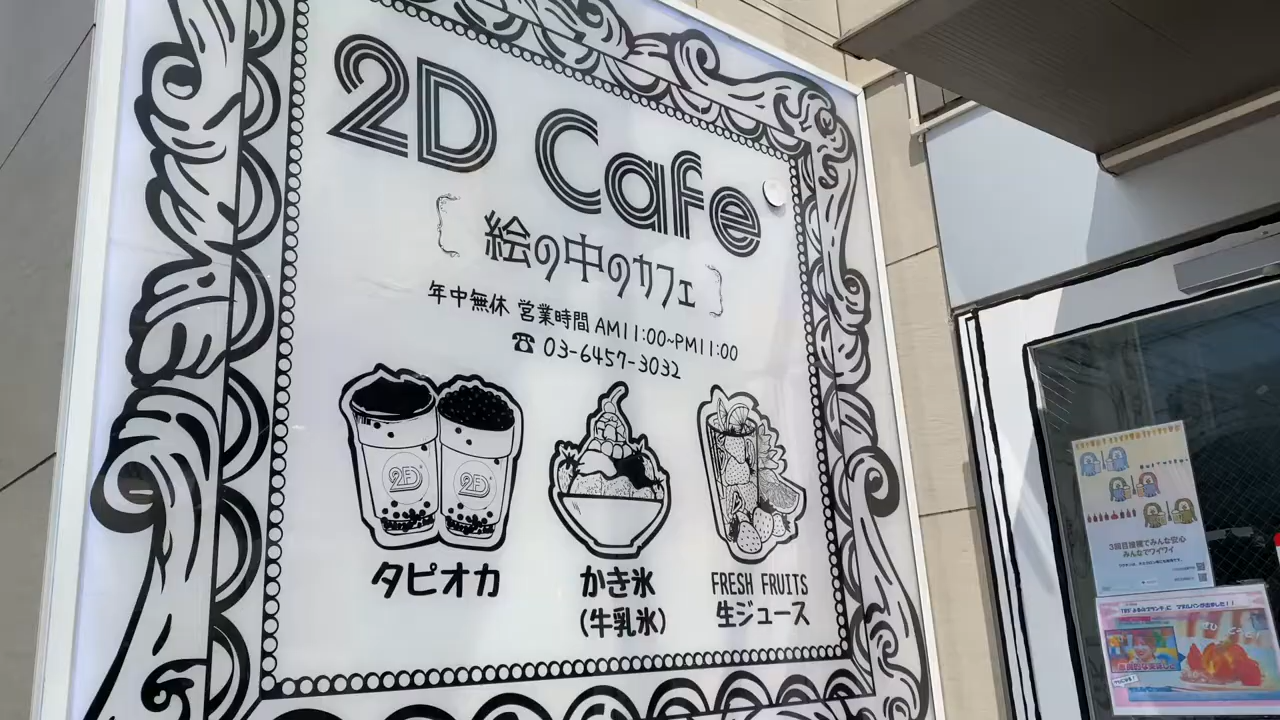 2D Cafe
絵の中のカフェ
年中無休 営業時間 AM11:00~PM11:00
☎ 03-6457-3032
2D
2D
タピオカ
かき氷
(牛乳氷)
FRESH FRUITS
生ジュース
3回目接種でみんな安心
みんなでワイワイ